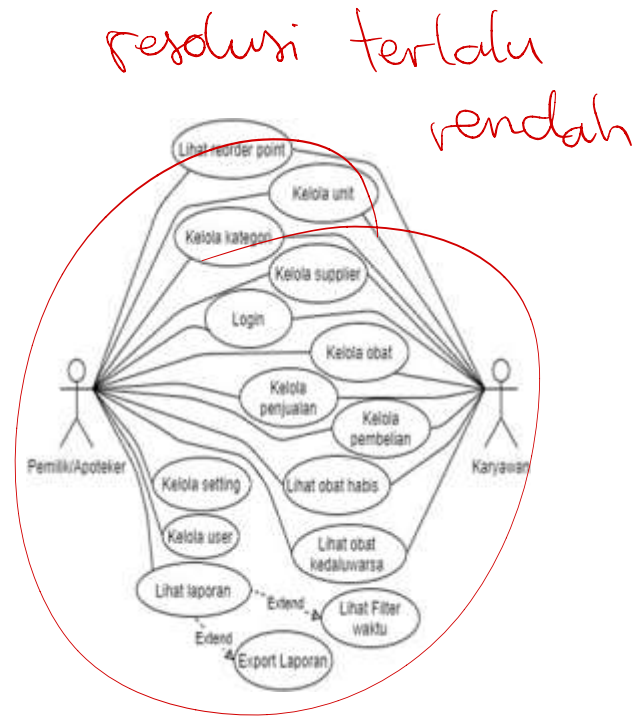 resolusi terlalu
rendah
Lihat reorder point
Kelola unit
Kelola kategori
Kelola supplier
Login
Kelola obat
Kelola
penjualan
Kelola
pembelian
Pemilik/Apoteker
Karyawan
Kelola setting
Lihat obat habis
Kelola user
Lihat obat
kedaluwarsa
Lihat laporan
Extend
Lihat Filter
waktu
Extend
Export Laporan